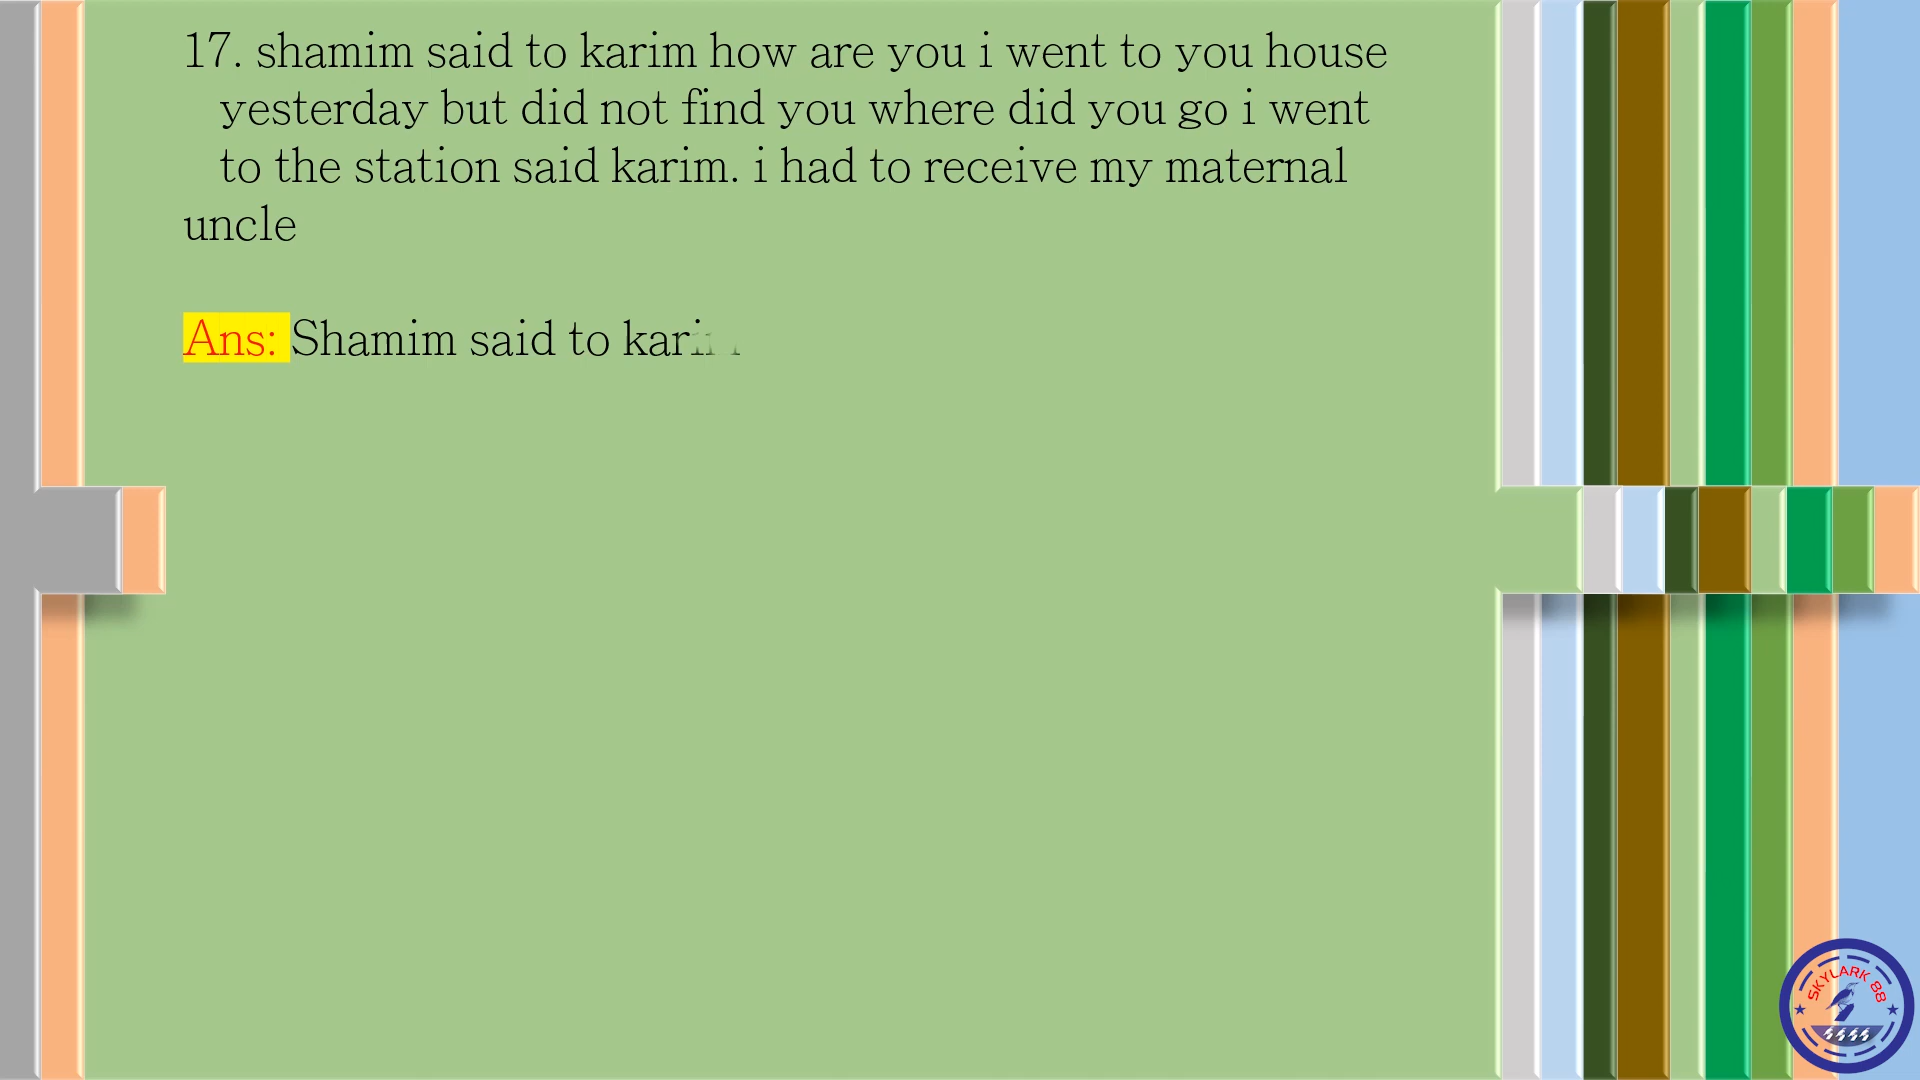 17. shamim said to karim how are you i went to you house
yesterday but did not find you where did you go i went
to the station said karim. i had to receive my maternal
uncle
Ans: Shamim said to
SKYLARK 88